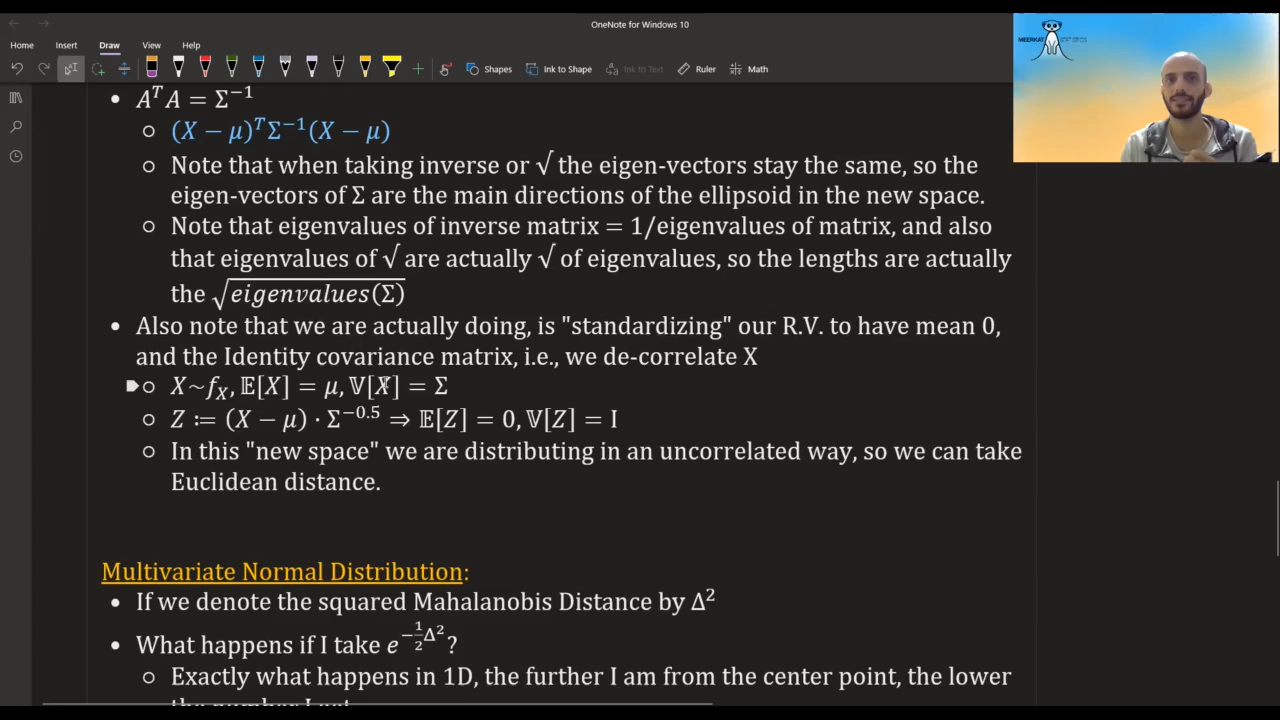 OneNote for Windows 10
Home Insert Draw View Help
Shapes Ink to Shape Ink to Text Ruler Math
MEERKAT
• AᵀA = Σ⁻¹
○ (X − μ)ᵀΣ⁻¹(X − μ)
○ Note that when taking inverse or √ the eigen-vectors stay the same, so the
eigen-vectors of Σ are the main directions of the ellipsoid in the new space.
○ Note that eigenvalues of inverse matrix = 1/eigenvalues of matrix, and also
that eigenvalues of √ are actually √ of eigenvalues, so the lengths are actually
the √eigenvalues(Σ)
• Also note that we are actually doing, is "standardizing" our R.V. to have mean 0,
and the Identity covariance matrix, i.e., we de-correlate X
○ X~f_X, 𝔼[X] = μ, 𝕍[X] = Σ
○ Z ≔ (X − μ) · Σ^−0.5 ⇒ 𝔼[Z] = 0, 𝕍[Z] = I
○ In this "new space" we are distributing in an uncorrelated way, so we can take
Euclidean distance.
Multivariate Normal Distribution:
• If we denote the squared Mahalanobis Distance by Δ²
• What happens if I take e^(−½Δ²)?
○ Exactly what happens in 1D, the further I am from the center point, the lower